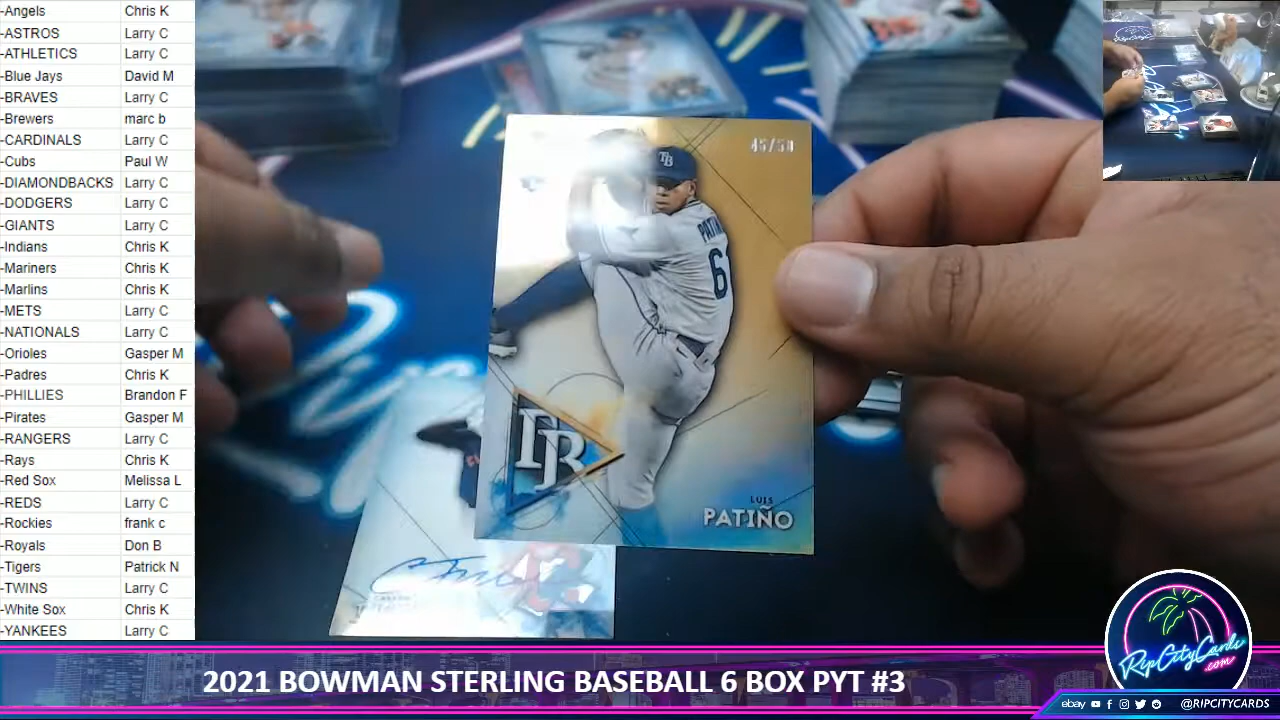 -Angels Chris K
-ASTROS Larry C
-ATHLETICS Larry C
-Blue Jays David M
-BRAVES Larry C
-Brewers marc b
-CARDINALS Larry C
-Cubs Paul W
-DIAMONDBACKS Larry C
-DODGERS Larry C
-GIANTS Larry C
-Indians Chris K
-Mariners Chris K
-Marlins Chris K
-METS Larry C
-NATIONALS Larry C
-Orioles Gasper M
-Padres Chris K
-PHILLIES Brandon F
-Pirates Gasper M
-RANGERS Larry C
-Rays Chris K
-Red Sox Melissa L
-REDS Larry C
-Rockies frank c
-Royals Don B
-Tigers Patrick N
-TWINS Larry C
-White Sox Chris K
-YANKEES Larry C
45/50
TB
PATIÑ
6
TB
LUIS
PATIÑO
RipCityCards
.com
2021 BOWMAN STERLING BASEBALL 6 BOX PYT #3
ebay @RIPCITYCARDS